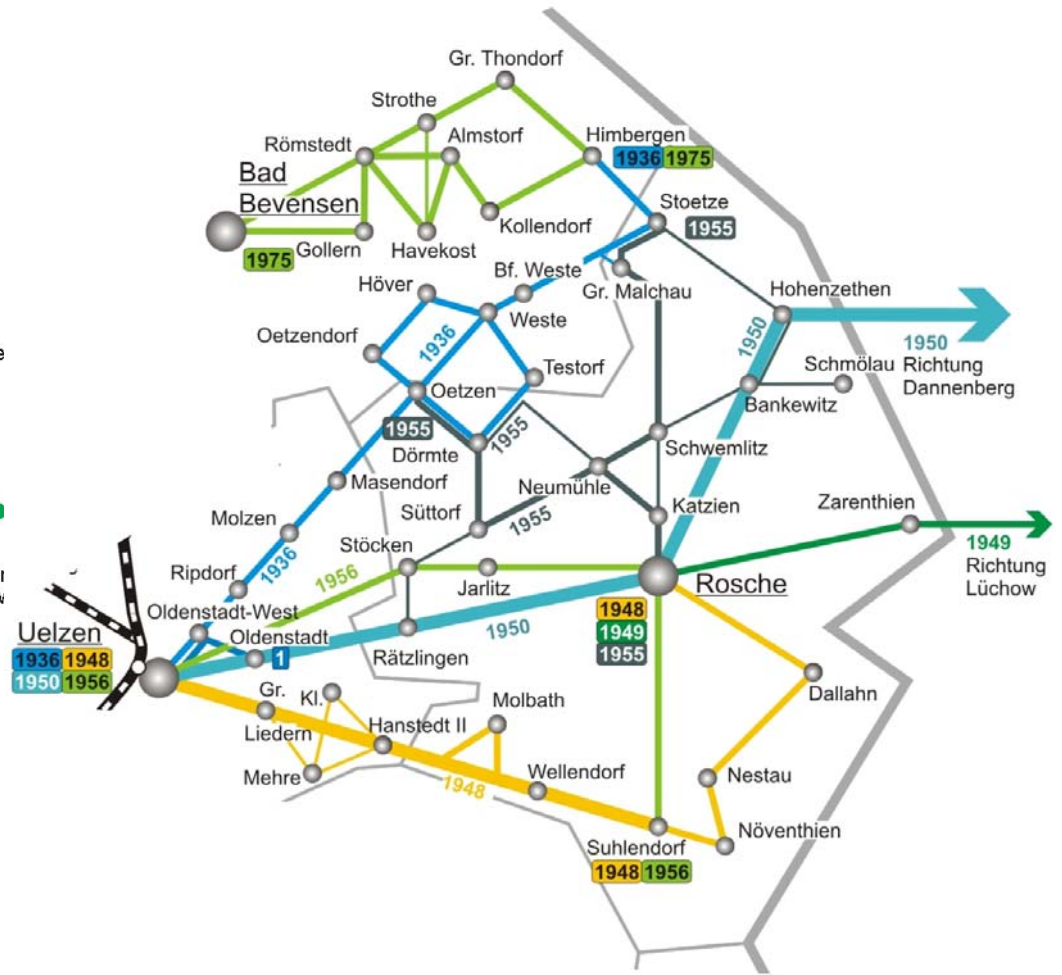 Gr. Thondorf
Strothe
Römstedt
Almstorf
Himbergen
1936 1975
Bad
Bevensen
1975
Gollern
Havekost
Kollendorf
Stoetze
1955
Höver
Bf. Weste
Gr. Malchau
Hohenzethen
Oetzendorf
1936
Weste
1950
1950
Richtung
Dannenberg
Schmölau
Testorf
Oetzen
Bankewitz
1955
Dörmte
1955
Schwemlitz
Masendorf
Neumühle
Zarenthien
Süttorf
1955
Katzien
Molzen
1936
Stöcken
1949
Richtung
Lüchow
Ripdorf
1956
Jarlitz
Rosche
Oldenstadt-West
1948
1949
1955
Uelzen
1936 1948
1950 1956
Oldenstadt
1
1950
Rätzlingen
Gr.
Liedern
Kl.
Hanstedt II
Molbath
Dallahn
Mehre
1948
Wellendorf
Nestau
Suhlendorf
1948 1956
Növenthien